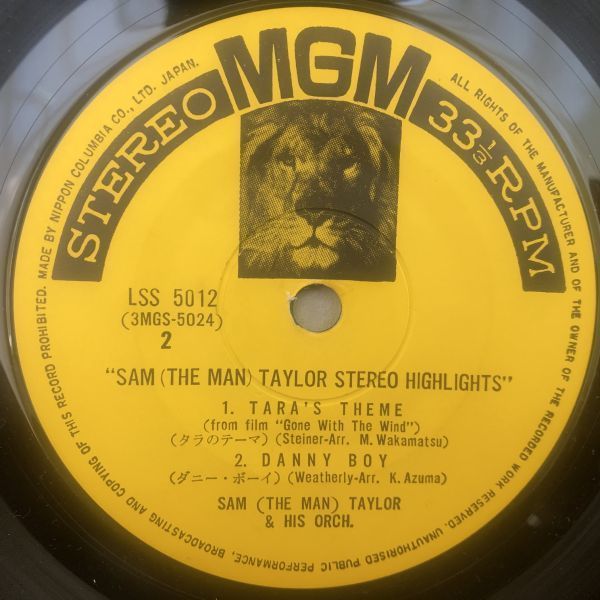 MGM
STEREO
33 1/3 RPM
MADE BY NIPPON COLUMBIA CO., LTD. JAPAN.
ALL RIGHTS OF THE MANUFACTURER AND OF THE OWNER OF THE RECORDED WORK RESERVED. UNAUTHORISED PUBLIC PERFORMANCE, BROADCASTING AND COPYING OF THIS RECORD PROHIBITED.
LSS 5012
(3MGS-5024)
2
"SAM (THE MAN) TAYLOR STEREO HIGHLIGHTS"
1. TARA'S THEME
(from film "Gone With The Wind")
(タラのテーマ) (Steiner-Arr. M. Wakamatsu)
2. DANNY BOY
(ダニー・ボーイ) (Weatherly-Arr. K. Azuma)
SAM (THE MAN) TAYLOR
& HIS ORCH.